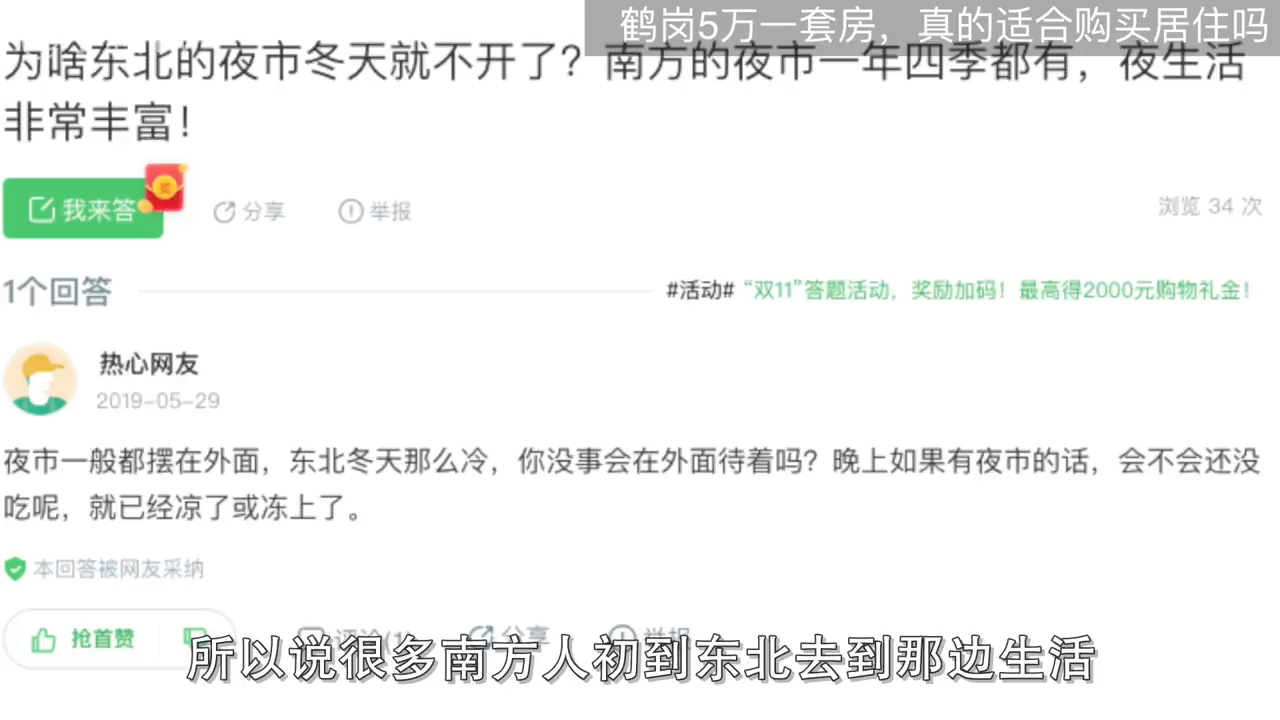 鹤岗5万一套房，真的适合购买居住吗
为啥东北的夜市冬天就不开了？南方的夜市一年四季都有，夜生活
非常丰富！
我来答
分享
举报
浏览 34 次
1个回答
#活动# “双11”答题活动，奖励加码！最高得2000元购物礼金！
热心网友
2019-05-29
夜市一般都摆在外面，东北冬天那么冷，你没事会在外面待着吗？晚上如果有夜市的话，会不会还没
吃呢，就已经凉了或冻上了。
本回答被网友采纳
抢首赞
评论(1)
分享
举报
所以说很多南方人初到东北去到那边生活